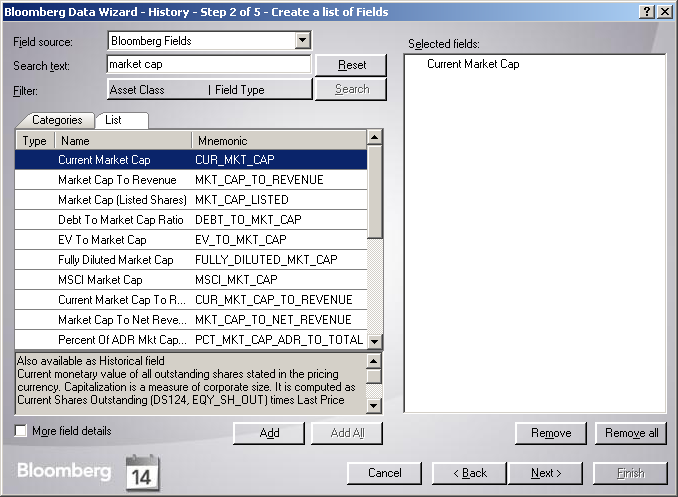 Bloomberg Data Wizard - History - Step 2 of 5 - Create a list of Fields
Field source: Bloomberg Fields
Search text: market cap Reset
Filter: Asset Class | Field Type Search
Categories List
Type Name Mnemonic
Current Market Cap CUR_MKT_CAP
Market Cap To Revenue MKT_CAP_TO_REVENUE
Market Cap (Listed Shares) MKT_CAP_LISTED
Debt To Market Cap Ratio DEBT_TO_MKT_CAP
EV To Market Cap EV_TO_MKT_CAP
Fully Diluted Market Cap FULLY_DILUTED_MKT_CAP
MSCI Market Cap MSCI_MKT_CAP
Current Market Cap To R... CUR_MKT_CAP_TO_REVENUE
Market Cap To Net Reve... MKT_CAP_TO_NET_REVENUE
Percent Of ADR Mkt Cap... PCT_MKT_CAP_ADR_TO_TOTAL
Also available as Historical field
Current monetary value of all outstanding shares stated in the pricing
currency. Capitalization is a measure of corporate size. It is computed as
Current Shares Outstanding (DS124, EQY_SH_OUT) times Last Price
More field details
Add Add All
Selected fields:
Current Market Cap
Remove Remove all
Bloomberg 14
Cancel < Back Next > Finish